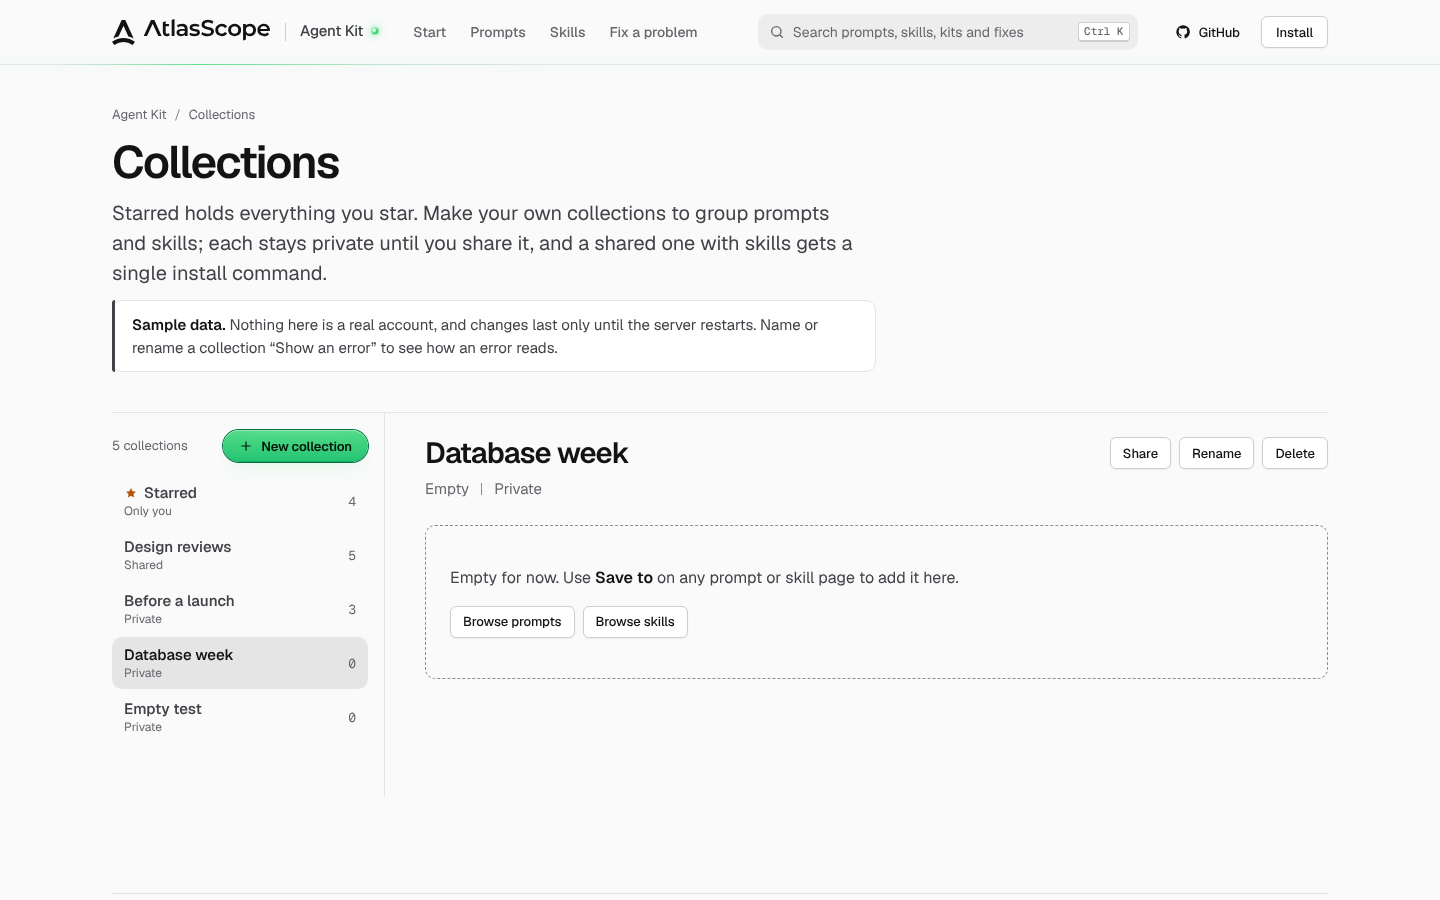 AtlasScope
Agent Kit
Start
Prompts
Skills
Fix a problem
Search prompts, skills, kits and fixes
Ctrl K
GitHub
Install
Agent Kit / Collections
Collections
Starred holds everything you star. Make your own collections to group prompts
and skills; each stays private until you share it, and a shared one with skills gets a
single install command.
Sample data. Nothing here is a real account, and changes last only until the server restarts. Name or
rename a collection “Show an error” to see how an error reads.
5 collections
New collection
Starred
Only you
4
Design reviews
Shared
5
Before a launch
Private
3
Database week
Private
0
Empty test
Private
0
Database week
Share
Rename
Delete
Empty | Private
Empty for now. Use Save to on any prompt or skill page to add it here.
Browse prompts
Browse skills